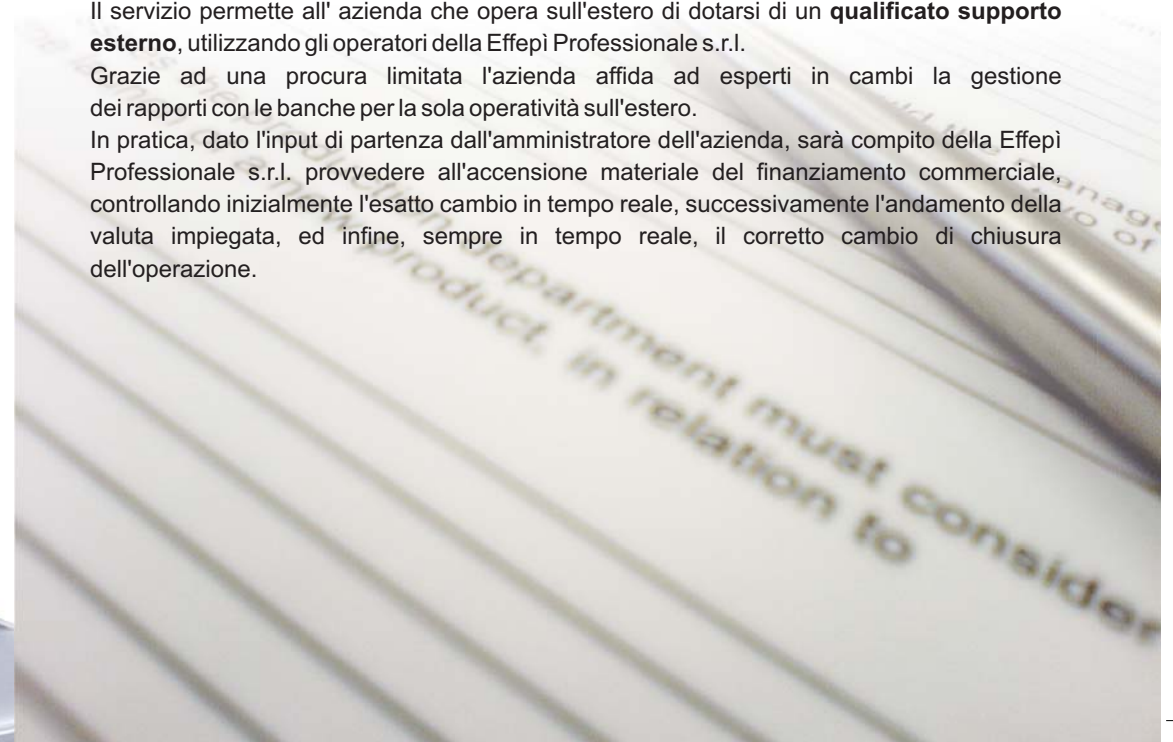 Il servizio permette all' azienda che opera sull'estero di dotarsi di un qualificato supporto
esterno, utilizzando gli operatori della Effepì Professionale s.r.l.
Grazie ad una procura limitata l'azienda affida ad esperti in cambi la gestione
dei rapporti con le banche per la sola operatività sull'estero.
In pratica, dato l'input di partenza dall'amministratore dell'azienda, sarà compito della Effepì
Professionale s.r.l. provvedere all'accensione materiale del finanziamento commerciale,
controllando inizialmente l'esatto cambio in tempo reale, successivamente l'andamento della
valuta impiegata, ed infine, sempre in tempo reale, il corretto cambio di chiusura
dell'operazione.
production department must consider
product, in relation to